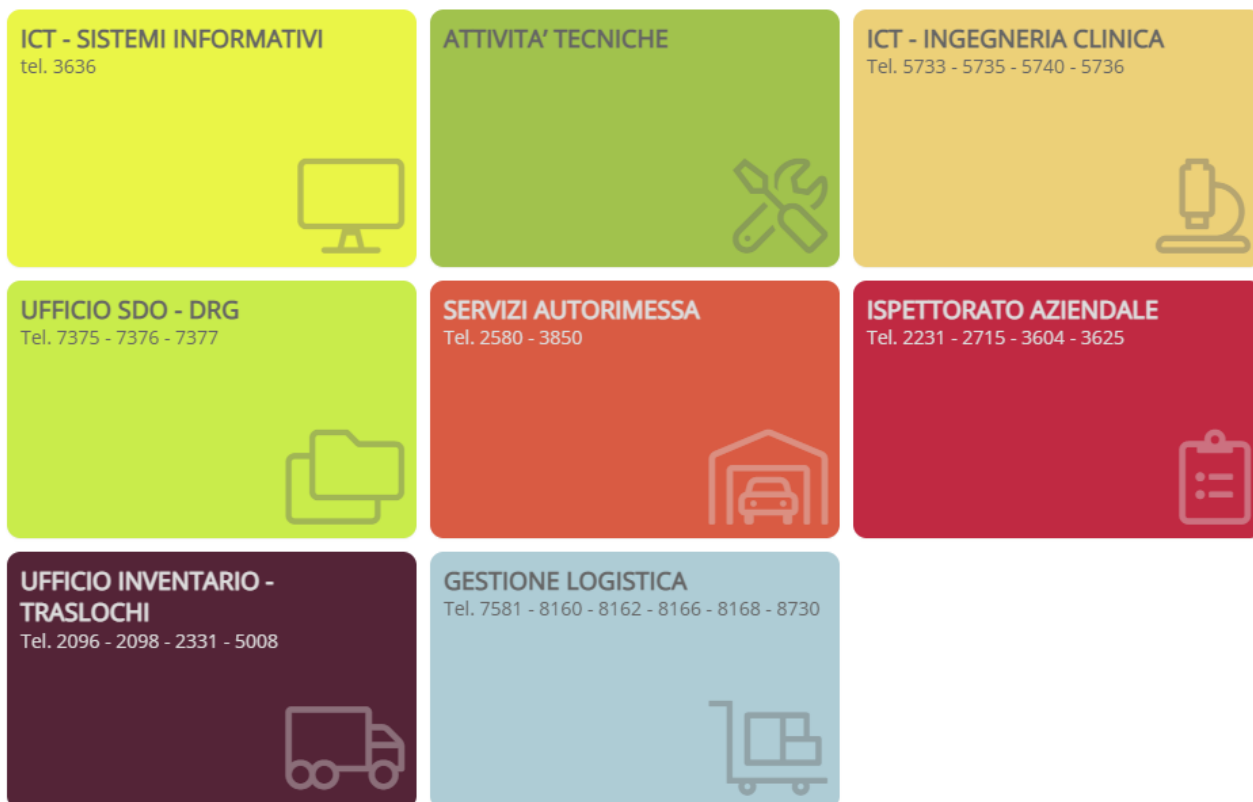 ICT - SISTEMI INFORMATIVI
tel. 3636
ATTIVITA’ TECNICHE
ICT - INGEGNERIA CLINICA
Tel. 5733 - 5735 - 5740 - 5736
UFFICIO SDO - DRG
Tel. 7375 - 7376 - 7377
SERVIZI AUTORIMESSA
Tel. 2580 - 3850
ISPETTORATO AZIENDALE
Tel. 2231 - 2715 - 3604 - 3625
UFFICIO INVENTARIO -
TRASLOCHI
Tel. 2096 - 2098 - 2331 - 5008
GESTIONE LOGISTICA
Tel. 7581 - 8160 - 8162 - 8166 - 8168 - 8730